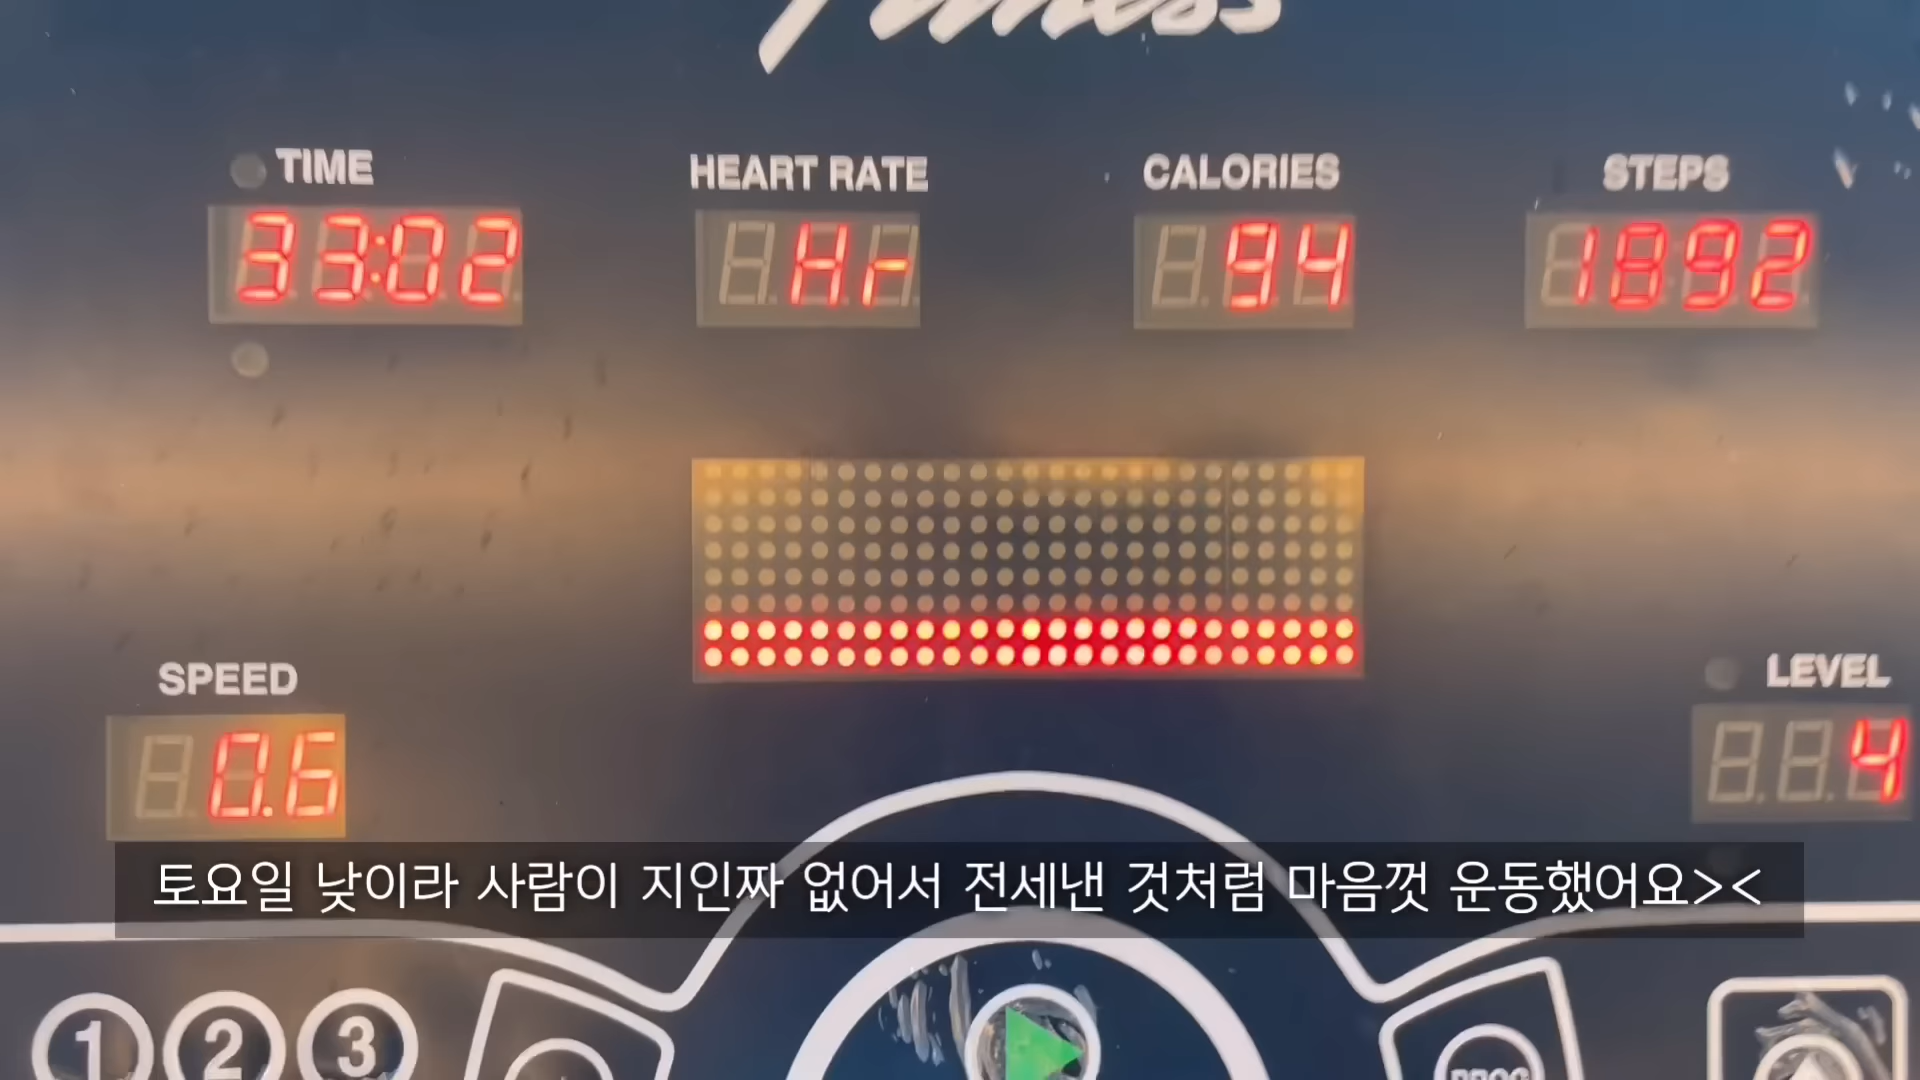 Fitness
TIME
HEART RATE
CALORIES
STEPS
33:02
Hr
94
1892
SPEED
LEVEL
0.6
4
토요일 낮이라 사람이 지인짜 없어서 전세낸 것처럼 마음껏 운동했어요><
1 2 3
PROG